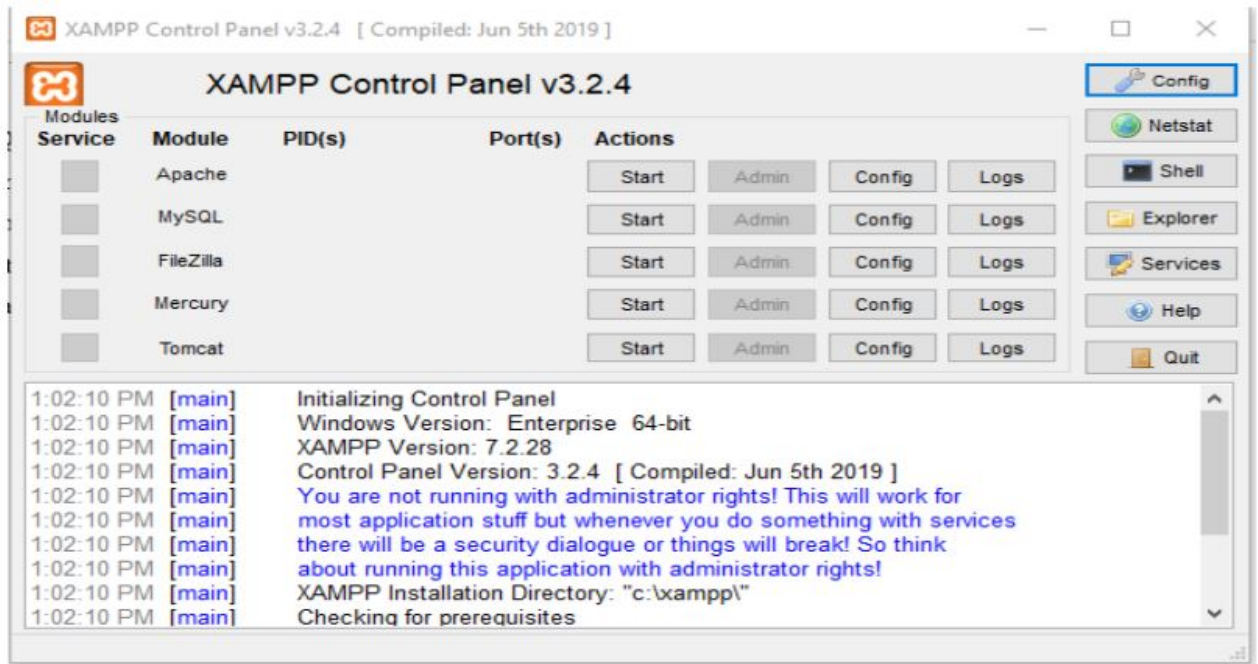 XAMPP Control Panel v3.2.4 [ Compiled: Jun 5th 2019 ]
XAMPP Control Panel v3.2.4
Config
Modules
Service Module PID(s) Port(s) Actions
Netstat
Apache Start Admin Config Logs
Shell
MySQL Start Admin Config Logs
Explorer
FileZilla Start Admin Config Logs
Services
Mercury Start Admin Config Logs
Help
Tomcat Start Admin Config Logs
Quit
1:02:10 PM [main] Initializing Control Panel
1:02:10 PM [main] Windows Version: Enterprise 64-bit
1:02:10 PM [main] XAMPP Version: 7.2.28
1:02:10 PM [main] Control Panel Version: 3.2.4 [ Compiled: Jun 5th 2019 ]
1:02:10 PM [main] You are not running with administrator rights! This will work for
1:02:10 PM [main] most application stuff but whenever you do something with services
1:02:10 PM [main] there will be a security dialogue or things will break! So think
1:02:10 PM [main] about running this application with administrator rights!
1:02:10 PM [main] XAMPP Installation Directory: "c:\xampp\"
1:02:10 PM [main] Checking for prerequisites